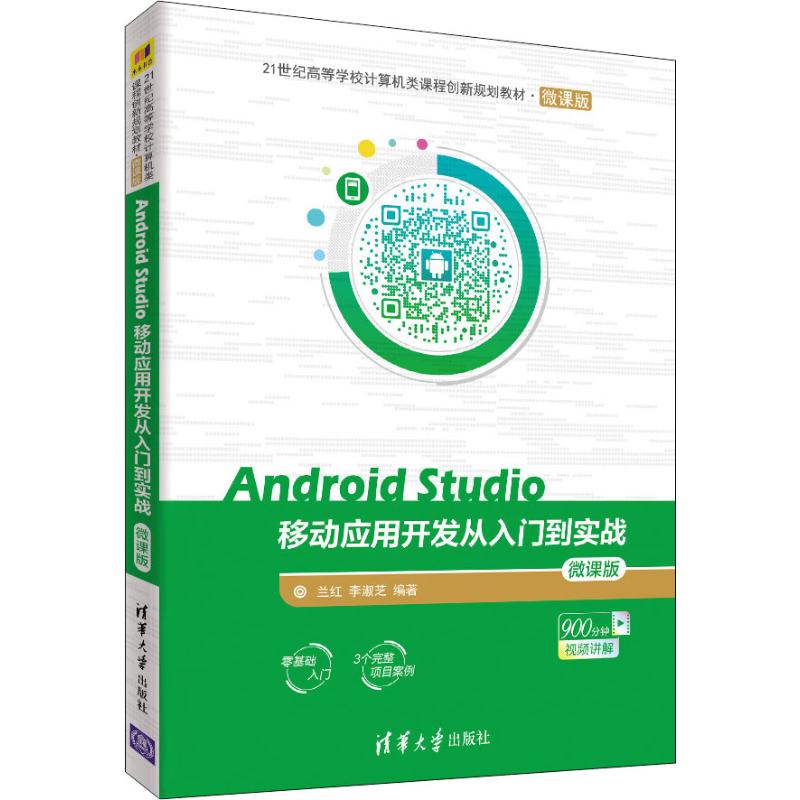 21世纪高等学校计算机类课程创新规划教材·微课版
Android Studio
移动应用开发从入门到实战
微课版
兰红 李淑芝 编著
900分钟
视频讲解
零基础
入门
3个完整
项目案例
清华大学出版社
21世纪高等学校计算机类
课程创新规划教材·微课版
Android Studio 移动应用开发从入门到实战
微课版
清华大学出版社